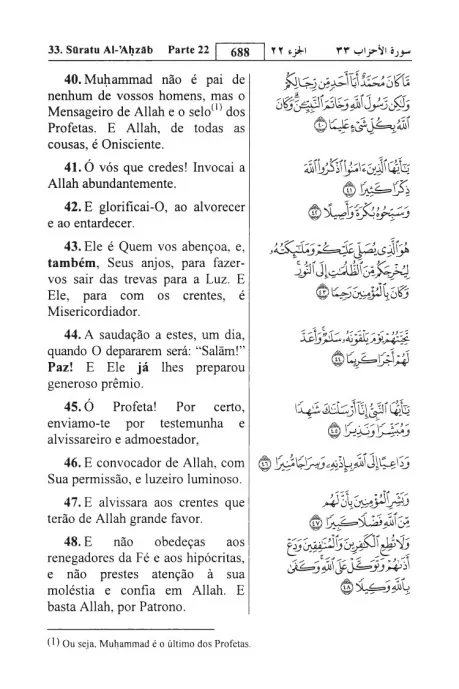 33. Sūratu Al-'Aḥzāb Parte 22 688 الجزء ٢٢ سورة الأحزاب ٣٣
40. Muḥammad não é pai de
nenhum de vossos homens, mas o
Mensageiro de Allah e o selo(1) dos
Profetas. E Allah, de todas as
cousas, é Onisciente.
41. Ó vós que credes! Invocai a
Allah abundantemente.
42. E glorificai-O, ao alvorecer
e ao entardecer.
43. Ele é Quem vos abençoa, e,
também, Seus anjos, para fazer-
vos sair das trevas para a Luz. E
Ele, para com os crentes, é
Misericordiador.
44. A saudação a estes, um dia,
quando O depararem será: “Salām!”
Paz! E Ele já lhes preparou
generoso prêmio.
45. Ó Profeta! Por certo,
enviamo-te por testemunha e
alvissareiro e admoestador,
46. E convocador de Allah, com
Sua permissão, e luzeiro luminoso.
47. E alvissara aos crentes que
terão de Allah grande favor.
48. E não obedeças aos
renegadores da Fé e aos hipócritas,
e não prestes atenção à sua
moléstia e confia em Allah. E
basta Allah, por Patrono.
مَّا كَانَ مُحَمَّدٌ أَبَآ أَحَدٍ مِّن رِّجَالِكُمْ
وَلَٰكِن رَّسُولَ ٱللَّهِ وَخَاتَمَ ٱلنَّبِيِّـۧنَ ۗ وَكَانَ
ٱللَّهُ بِكُلِّ شَىْءٍ عَلِيمًا ﴿٤٠﴾
يَـٰٓأَيُّهَا ٱلَّذِينَ ءَامَنُوا۟ ٱذْكُرُوا۟ ٱللَّهَ
ذِكْرًا كَثِيرًا ﴿٤١﴾
وَسَبِّحُوهُ بُكْرَةً وَأَصِيلًا ﴿٤٢﴾
هُوَ ٱلَّذِى يُصَلِّى عَلَيْكُمْ وَمَلَـٰٓئِكَتُهُۥ
لِيُخْرِجَكُم مِّنَ ٱلظُّلُمَـٰتِ إِلَى ٱلنُّورِ ۚ
وَكَانَ بِٱلْمُؤْمِنِينَ رَحِيمًا ﴿٤٣﴾
تَحِيَّتُهُمْ يَوْمَ يَلْقَوْنَهُۥ سَلَـٰمٌ ۚ وَأَعَدَّ
لَهُمْ أَجْرًا كَرِيمًا ﴿٤٤﴾
يَـٰٓأَيُّهَا ٱلنَّبِىُّ إِنَّآ أَرْسَلْنَـٰكَ شَـٰهِدًا
وَمُبَشِّرًا وَنَذِيرًا ﴿٤٥﴾
وَدَاعِيًا إِلَى ٱللَّهِ بِإِذْنِهِۦ وَسِرَاجًا مُّنِيرًا ﴿٤٦﴾
وَبَشِّرِ ٱلْمُؤْمِنِينَ بِأَنَّ لَهُم
مِّنَ ٱللَّهِ فَضْلًا كَبِيرًا ﴿٤٧﴾
وَلَا تُطِعِ ٱلْكَـٰفِرِينَ وَٱلْمُنَـٰفِقِينَ وَدَعْ
أَذَىٰهُمْ وَتَوَكَّلْ عَلَى ٱللَّهِ ۚ وَكَفَىٰ
بِٱللَّهِ وَكِيلًا ﴿٤٨﴾
(1) Ou seja, Muḥammad é o último dos Profetas.